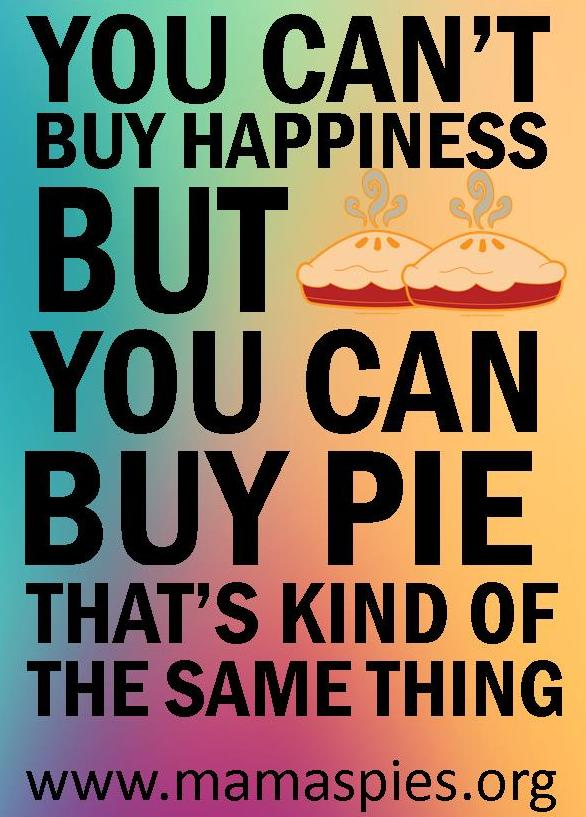 YOU CAN'T
BUY HAPPINESS
BUT
YOU CAN
BUY PIE
THAT'S KIND OF
THE SAME THING
www.mamaspies.org